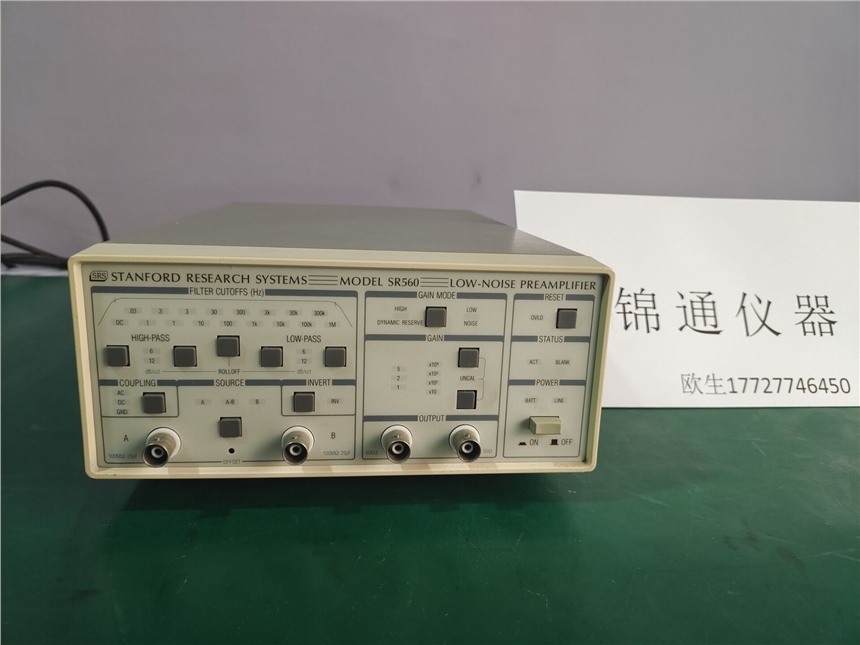 SRS STANFORD RESEARCH SYSTEMS MODEL SR560 LOW-NOISE PREAMPLIFIER
FILTER CUTOFFS (Hz)
.03 .3 3 30 300 3k 30k 300k
DC .1 1 10 100 1k 10k 100k 1M
HIGH-PASS
LOW-PASS
6
12
dB/oct
ROLLOFF
6
12
dB/oct
COUPLING
AC
DC
GND
SOURCE
A A-B B
INVERT
INV
A
B
OFFSET
GAIN MODE
HIGH
DYNAMIC RESERVE
LOW
NOISE
GAIN
5
2
1
UNCAL
OUTPUT
RESET
OVLD
STATUS
ACT BLANK
POWER
BATT LINE
ON OFF
锦通仪器
欧生17727746450